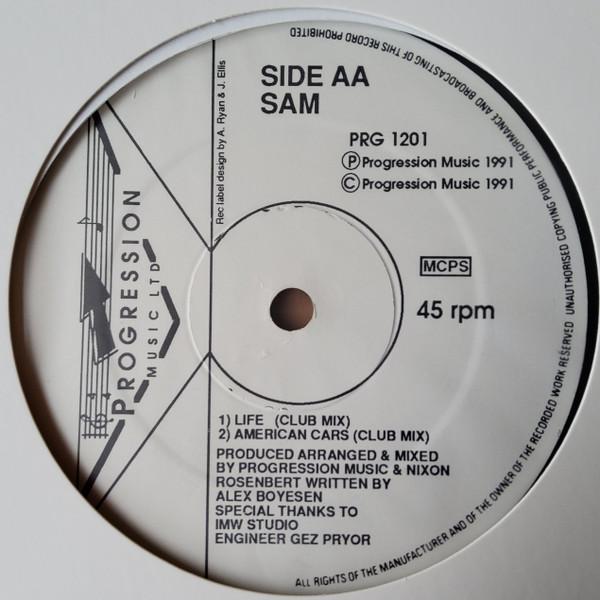 SIDE AA
SAM
PRG 1201
Ⓟ Progression Music 1991
© Progression Music 1991
Rec label design by A. Ryan & J. Ellis
PROGRESSION
MUSIC LTD
MCPS
45 rpm
1) LIFE (CLUB MIX)
2) AMERICAN CARS (CLUB MIX)
PRODUCED ARRANGED & MIXED
BY PROGRESSION MUSIC & NIXON
ROSENBERT WRITTEN BY
ALEX BOYESEN
SPECIAL THANKS TO
IMW STUDIO
ENGINEER GEZ PRYOR
ALL RIGHTS OF THE MANUFACTURER AND OF THE OWNER OF THE RECORDED WORK RESERVED UNAUTHORISED COPYING PUBLIC PERFORMANCE AND BROADCASTING OF THIS RECORD PROHIBITED